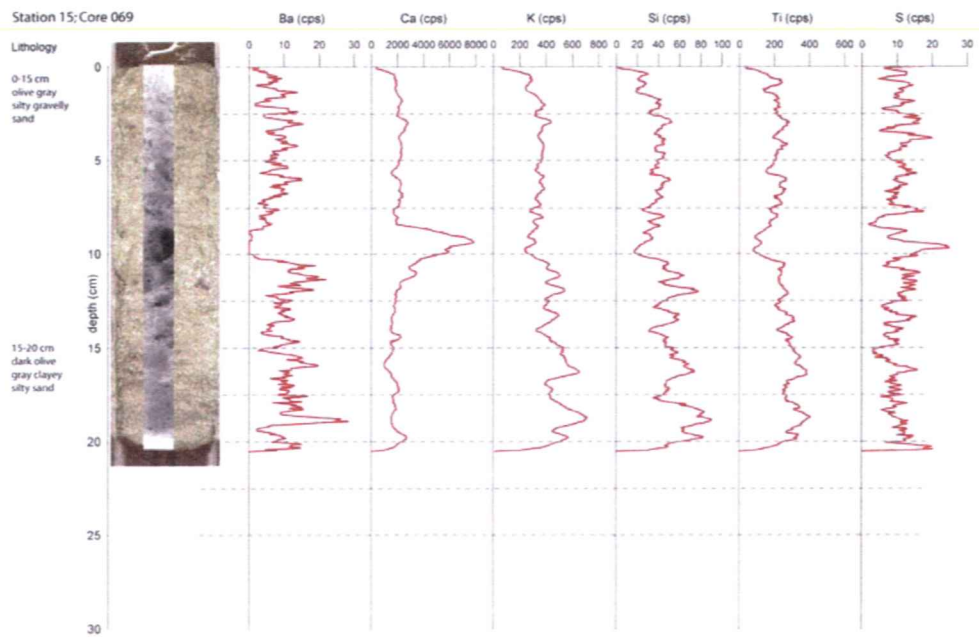 Station 15; Core 069
Ba (cps) Ca (cps) K (cps) Si (cps) Ti (cps) S (cps)
Lithology
0 10 20 30 0 2000 4000 6000 8000 0 200 400 600 800 0 20 40 60 80 100 0 200 400 600 0 10 20 30
0
0-15 cm
olive gray
silty gravelly
sand
5
10
depth (cm)
15
15-20 cm
dark olive
gray clayey
silty sand
20
25
30